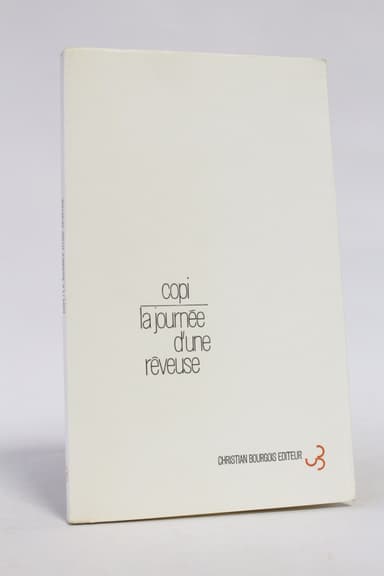 copi
la journée
d'une
rêveuse
CHRISTIAN BOURGOIS EDITEUR